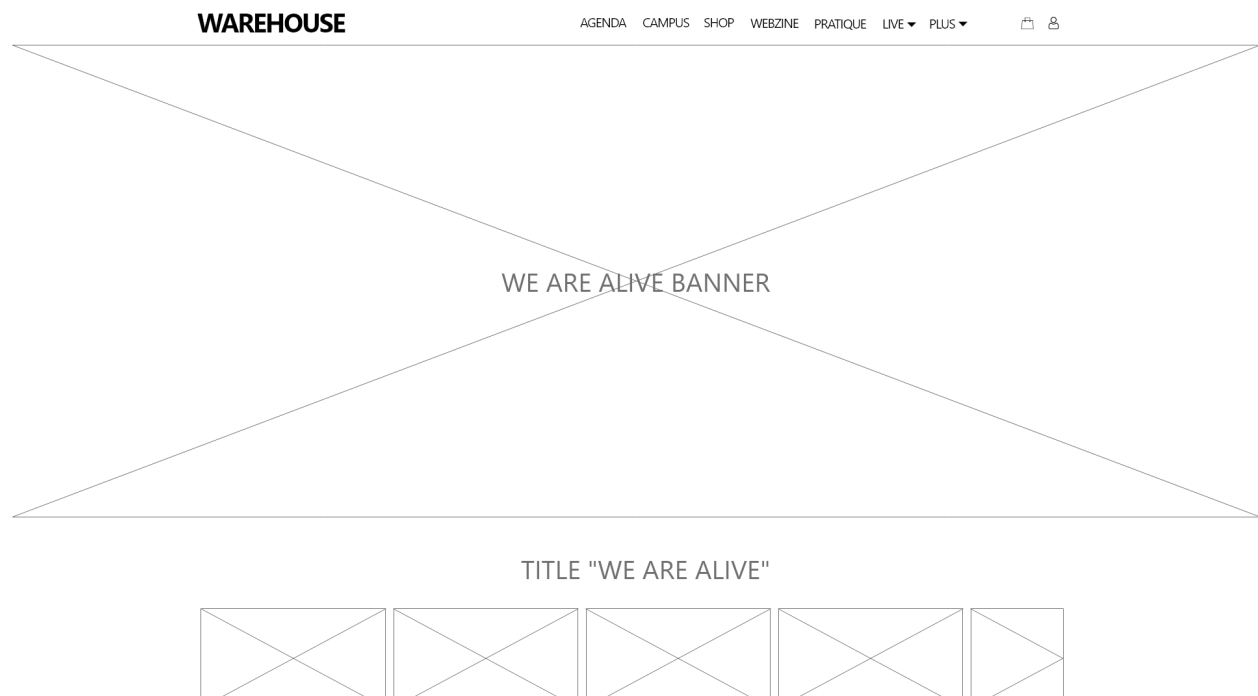 WAREHOUSE AGENDA CAMPUS SHOP WEBZINE PRATIQUE LIVE PLUS
WE ARE ALIVE BANNER
TITLE "WE ARE ALIVE"